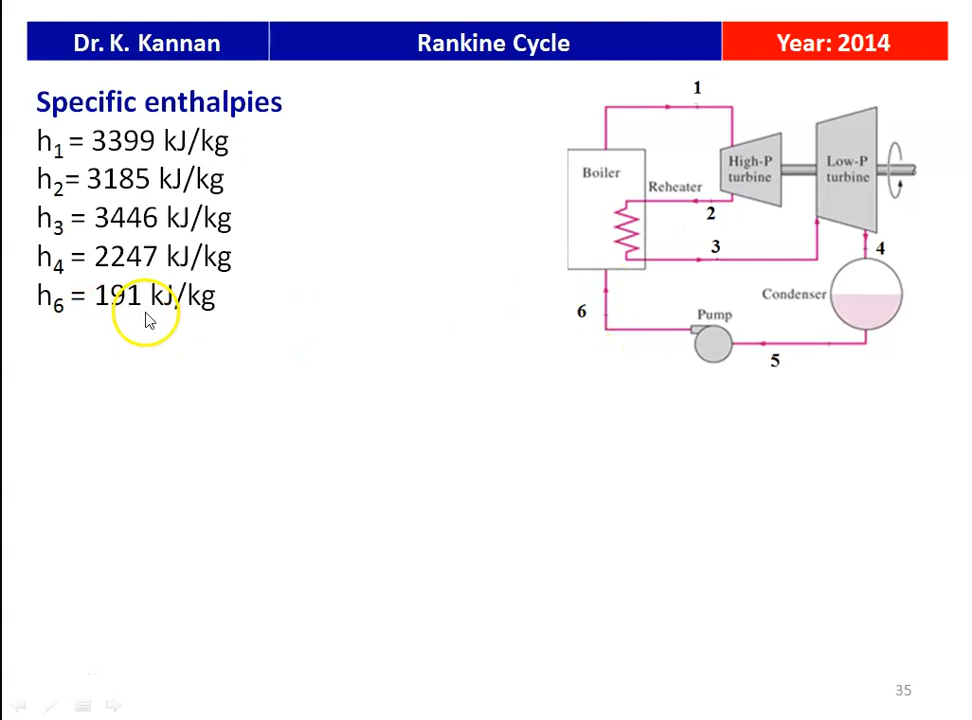 Dr. K. Kannan
Rankine Cycle
Year: 2014
Specific enthalpies
h1 = 3399 kJ/kg
h2= 3185 kJ/kg
h3 = 3446 kJ/kg
h4 = 2247 kJ/kg
h6 = 191 kJ/kg
1
Boiler
High-P
turbine
Low-P
turbine
Reheater
2
3
4
Condenser
6
Pump
5
35